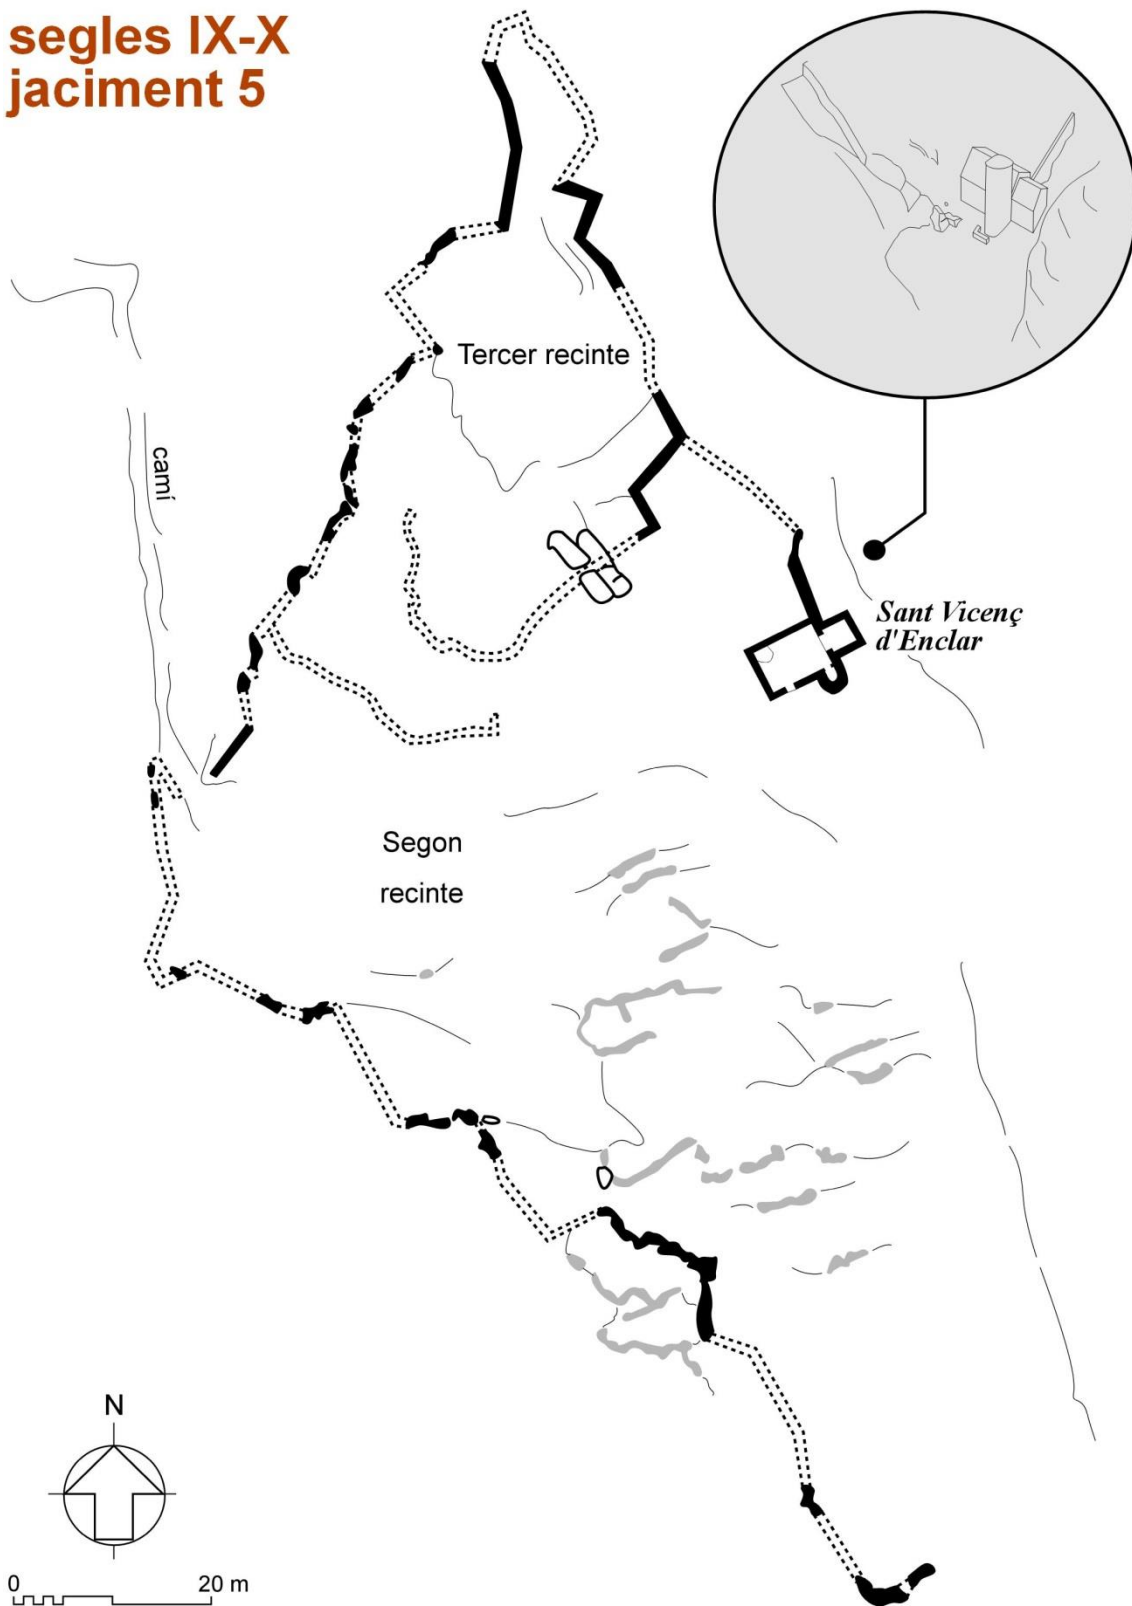 segles IX-X
jaciment 5
Tercer recinte
camí
Sant Vicenç
d'Enclar
Segon
recinte
N
0 20 m